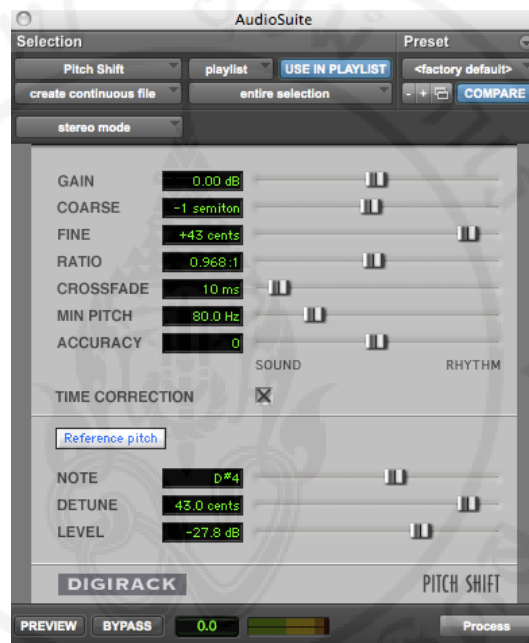 AudioSuite
Selection Preset
Pitch Shift playlist USE IN PLAYLIST <factory default>
create continuous file entire selection - + COMPARE
stereo mode
GAIN 0.00 dB
COARSE -1 semiton
FINE +43 cents
RATIO 0.968:1
CROSSFADE 10 ms
MIN PITCH 80.0 Hz
ACCURACY 0
SOUND RHYTHM
TIME CORRECTION
Reference pitch
NOTE D#4
DETUNE 43.0 cents
LEVEL -27.8 dB
DIGIRACK PITCH SHIFT
PREVIEW BYPASS 0.0 Process